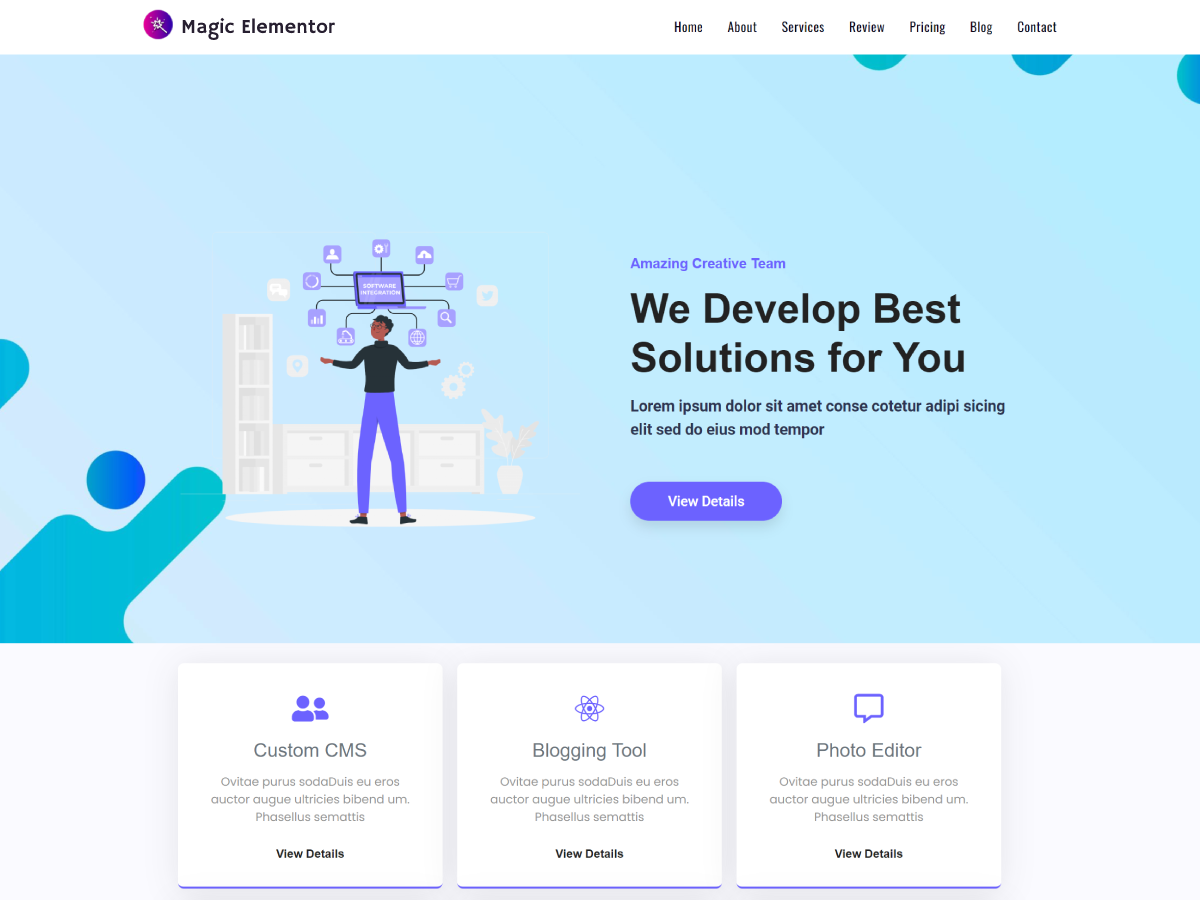 Magic Elementor
Home About Services Review Pricing Blog Contact
SOFTWARE
INTEGRATION
Amazing Creative Team
We Develop Best
Solutions for You
Lorem ipsum dolor sit amet conse cotetur adipi sicing
elit sed do eius mod tempor
View Details
Custom CMS
Ovitae purus sodaDuis eu eros
auctor augue ultricies bibend um.
Phasellus semattis
View Details
Blogging Tool
Ovitae purus sodaDuis eu eros
auctor augue ultricies bibend um.
Phasellus semattis
View Details
Photo Editor
Ovitae purus sodaDuis eu eros
auctor augue ultricies bibend um.
Phasellus semattis
View Details